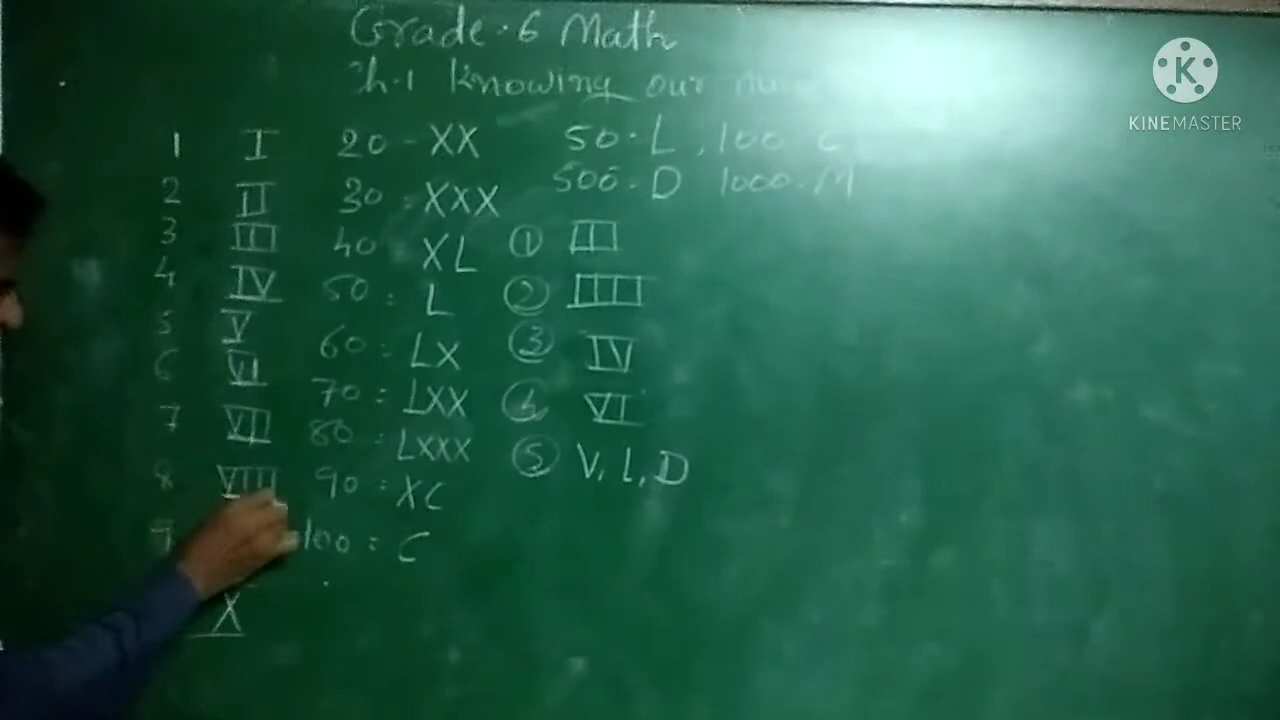 Grade. 6 Math
Ch-1 Knowing our
1 I 20 - XX 50 - L, 100 - C
2 II 30 = XXX 500 - D 1000 - M
3 III 40 XL ① III
4 IV 50 = L ② IIII
5 V 60 = LX ③ IV
6 VI 70 = LXX ④ VI
7 VII 80 = LXXX ⑤ V, L, D
8 VIII 90 = XC
9 100 = C
X
K
KINEMASTER